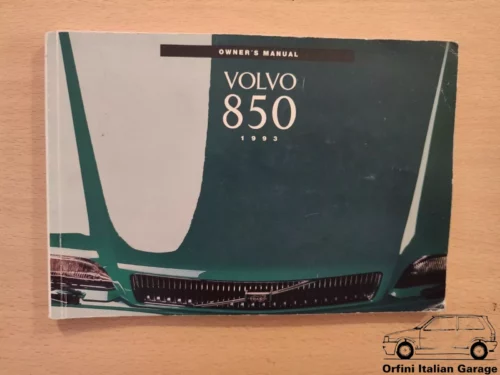 OWNER'S MANUAL
VOLVO
850
1993
Orfini Italian Garage